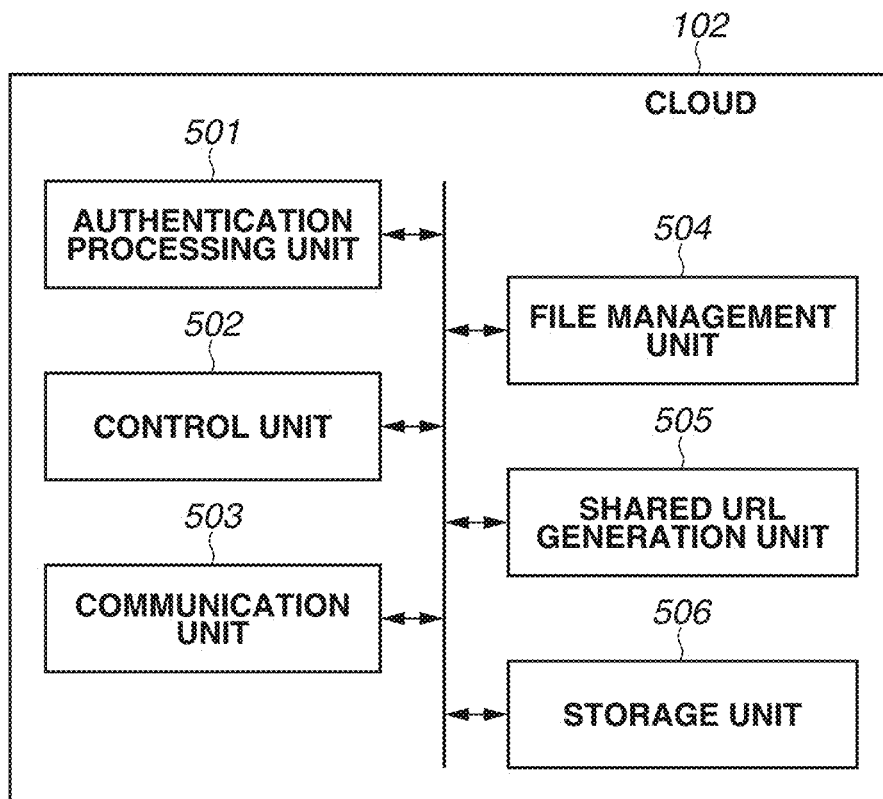 102
CLOUD
501
AUTHENTICATION
PROCESSING UNIT
502
CONTROL UNIT
503
COMMUNICATION
UNIT
504
FILE MANAGEMENT
UNIT
505
SHARED URL
GENERATION UNIT
506
STORAGE UNIT